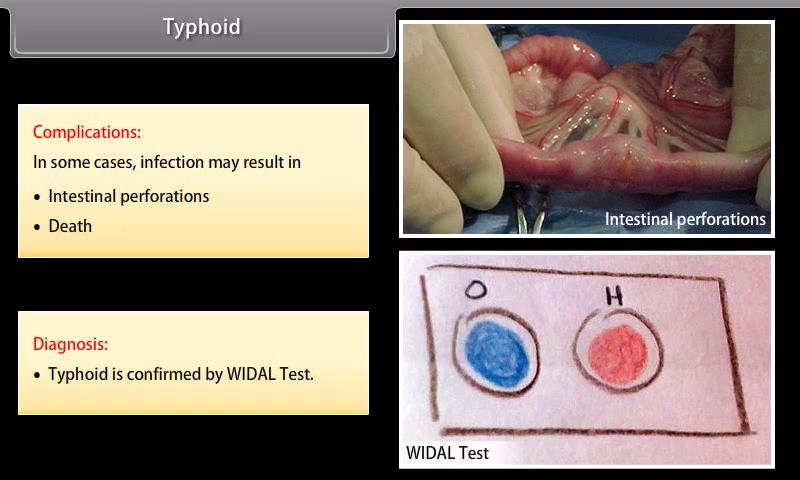 Typhoid
Complications:
In some cases, infection may result in
• Intestinal perforations
• Death
Intestinal perforations
O H
Diagnosis:
• Typhoid is confirmed by WIDAL Test.
WIDAL Test